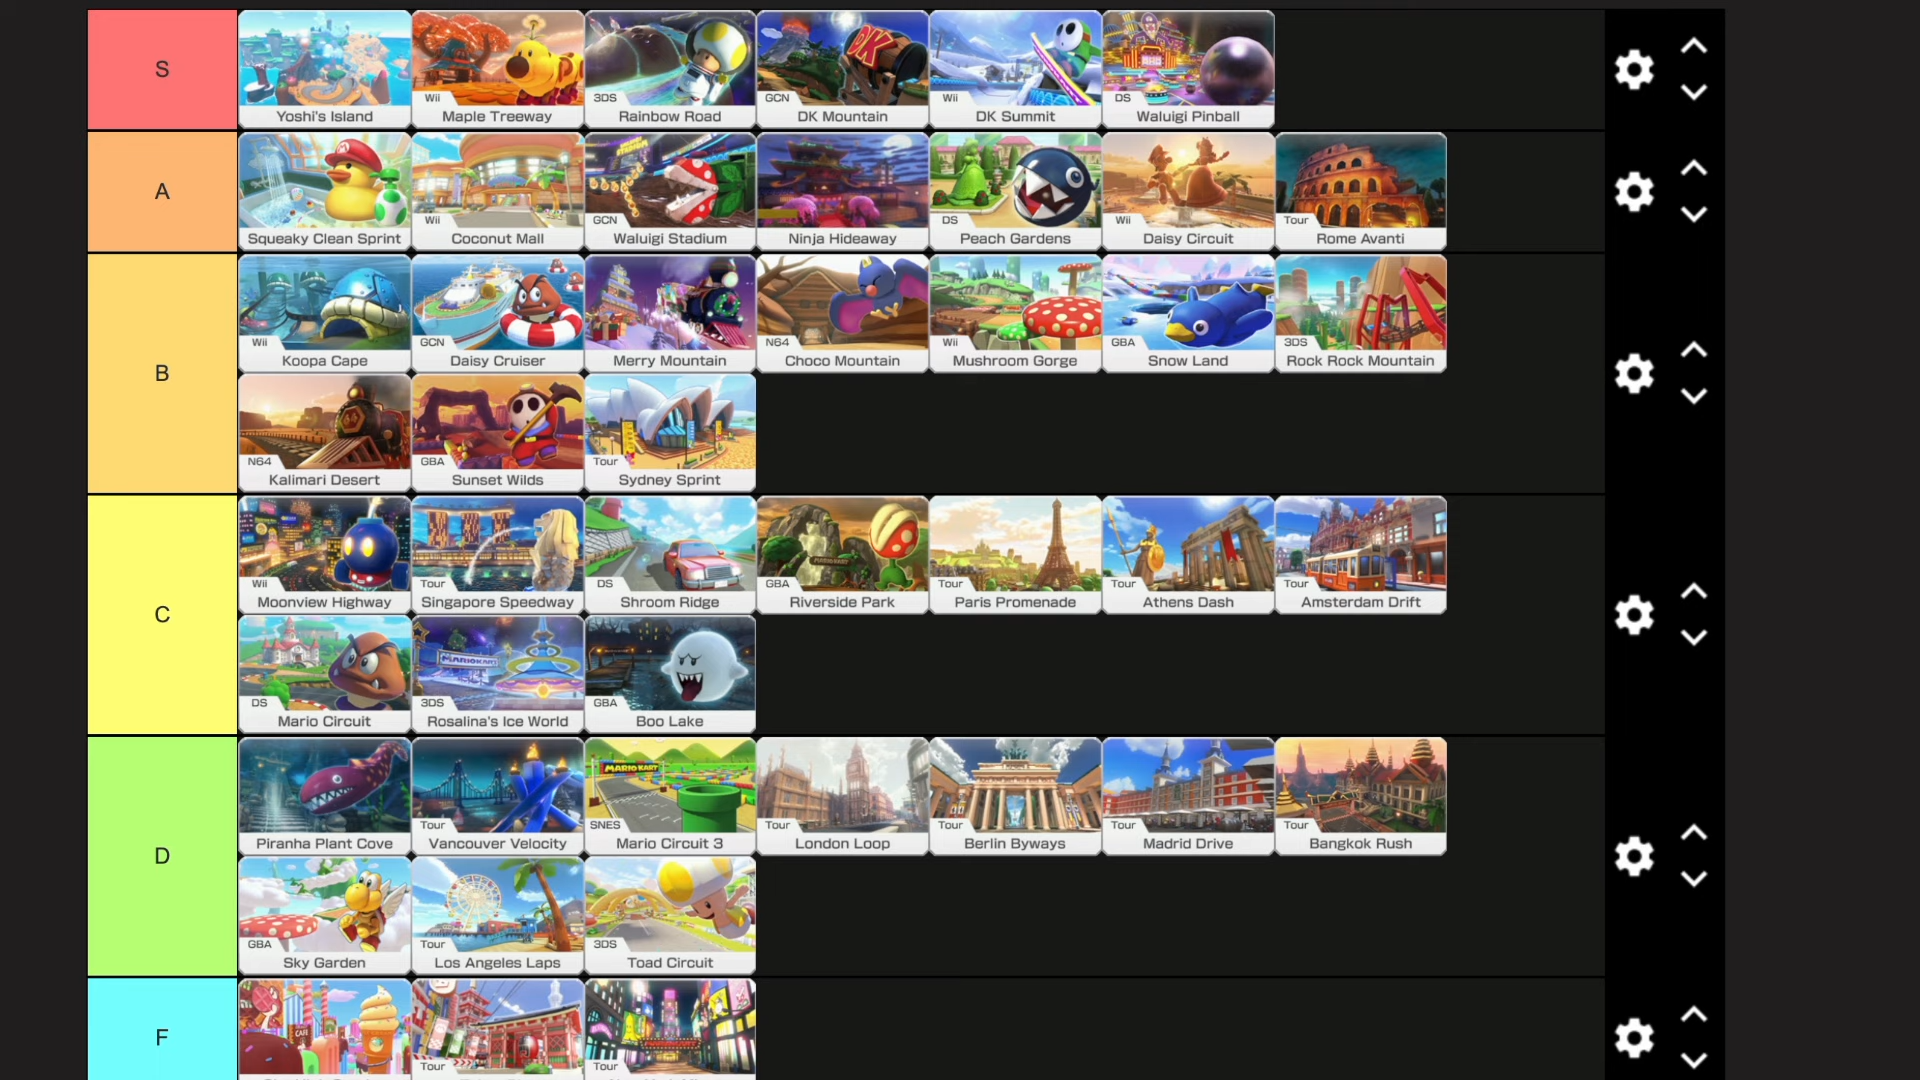 S
Yoshi's Island
Wii
Maple Treeway
3DS
Rainbow Road
GCN
DK
DK Mountain
Wii
DK Summit
DS
Waluigi Pinball
A
Squeaky Clean Sprint
Wii
Coconut Mall
GCN
Waluigi Stadium
Ninja Hideaway
DS
Peach Gardens
Wii
Daisy Circuit
Tour
Rome Avanti
B
Wii
Koopa Cape
GCN
Daisy Cruiser
Merry Mountain
N64
Choco Mountain
Wii
Mushroom Gorge
GBA
Snow Land
3DS
Rock Rock Mountain
N64
Kalimari Desert
GBA
Sunset Wilds
Tour
Sydney Sprint
C
Wii
Moonview Highway
Tour
Singapore Speedway
DS
Shroom Ridge
GBA
Riverside Park
Tour
Paris Promenade
Tour
Athens Dash
Tour
Amsterdam Drift
DS
Mario Circuit
MARIOKART
3DS
Rosalina's Ice World
GBA
Boo Lake
D
Piranha Plant Cove
Tour
Vancouver Velocity
MARIO KART
SNES
Mario Circuit 3
Tour
London Loop
Tour
Berlin Byways
Tour
Madrid Drive
Tour
Bangkok Rush
GBA
Sky Garden
Tour
Los Angeles Laps
3DS
Toad Circuit
F
CAFE
Tour
Tour